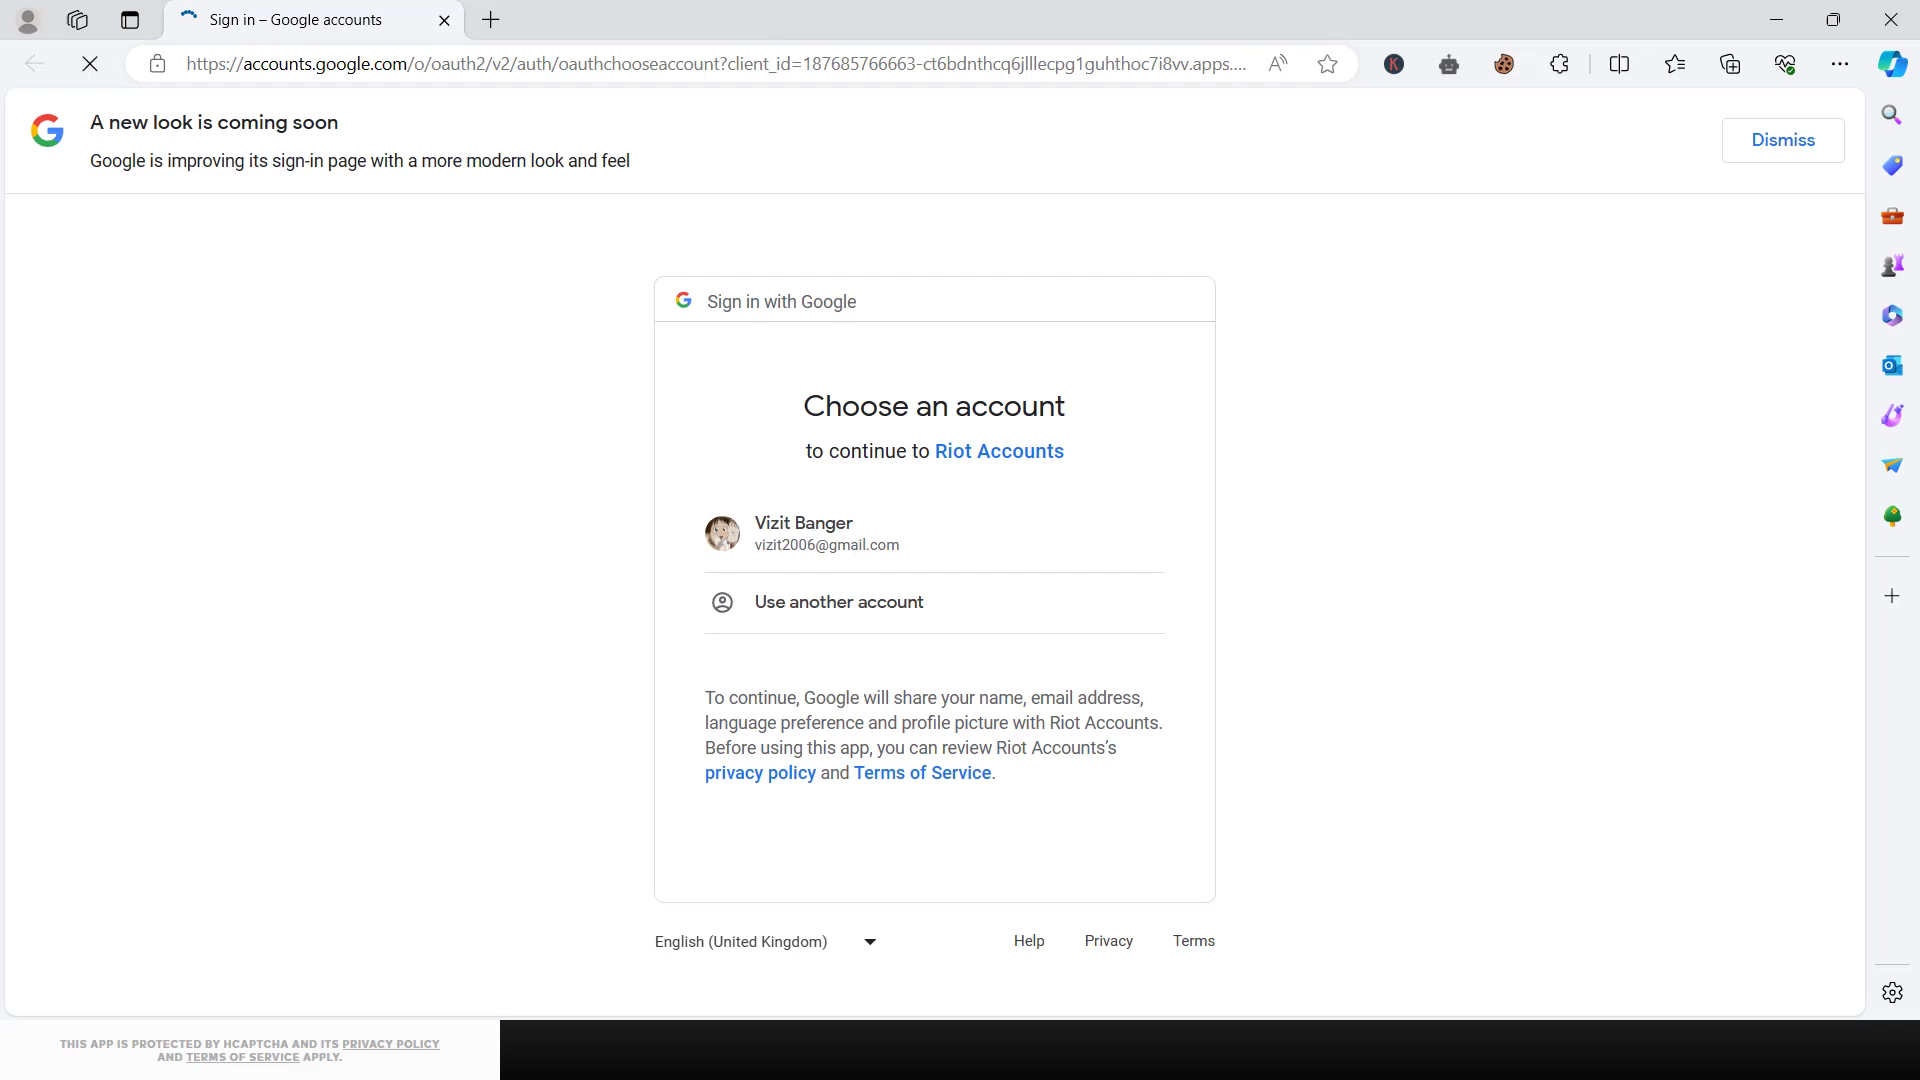 Sign in – Google accounts
https://accounts.google.com/o/oauth2/v2/auth/oauthchooseaccount?client_id=187685766663-ct6bdnthcq6jlllecpg1guhthoc7i8vv.apps....
A new look is coming soon
Google is improving its sign-in page with a more modern look and feel
Dismiss
Sign in with Google
Choose an account
to continue to Riot Accounts
Vizit Banger
vizit2006@gmail.com
Use another account
To continue, Google will share your name, email address,
language preference and profile picture with Riot Accounts.
Before using this app, you can review Riot Accounts's
privacy policy and Terms of Service.
English (United Kingdom)
Help
Privacy
Terms
THIS APP IS PROTECTED BY HCAPTCHA AND ITS PRIVACY POLICY
AND TERMS OF SERVICE APPLY.